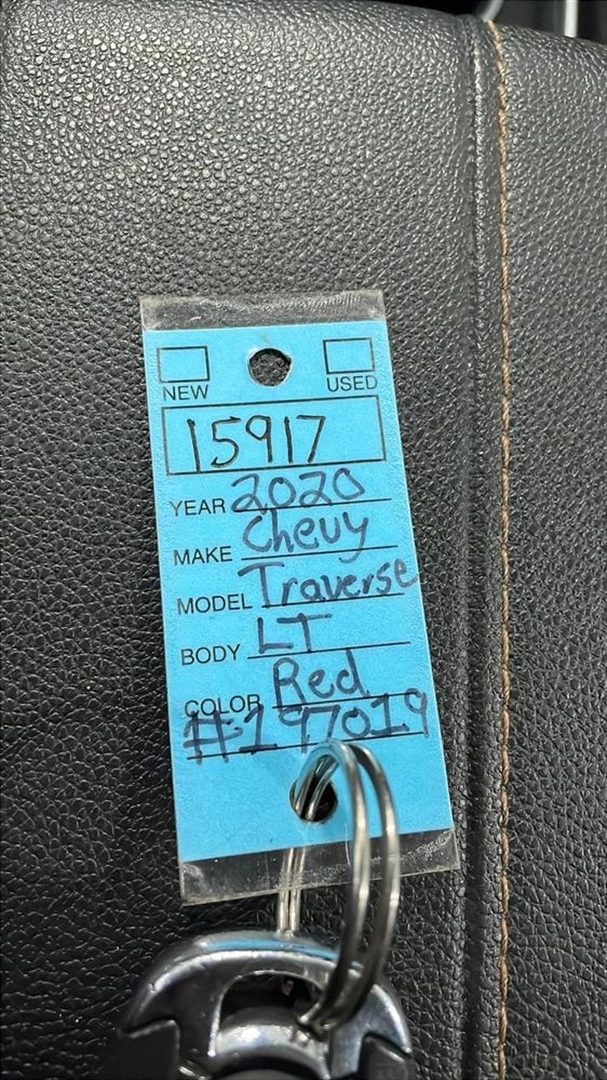 NEW USED
15917
YEAR 2020
MAKE Chevy
MODEL Traverse
BODY LT
COLOR Red
#197019